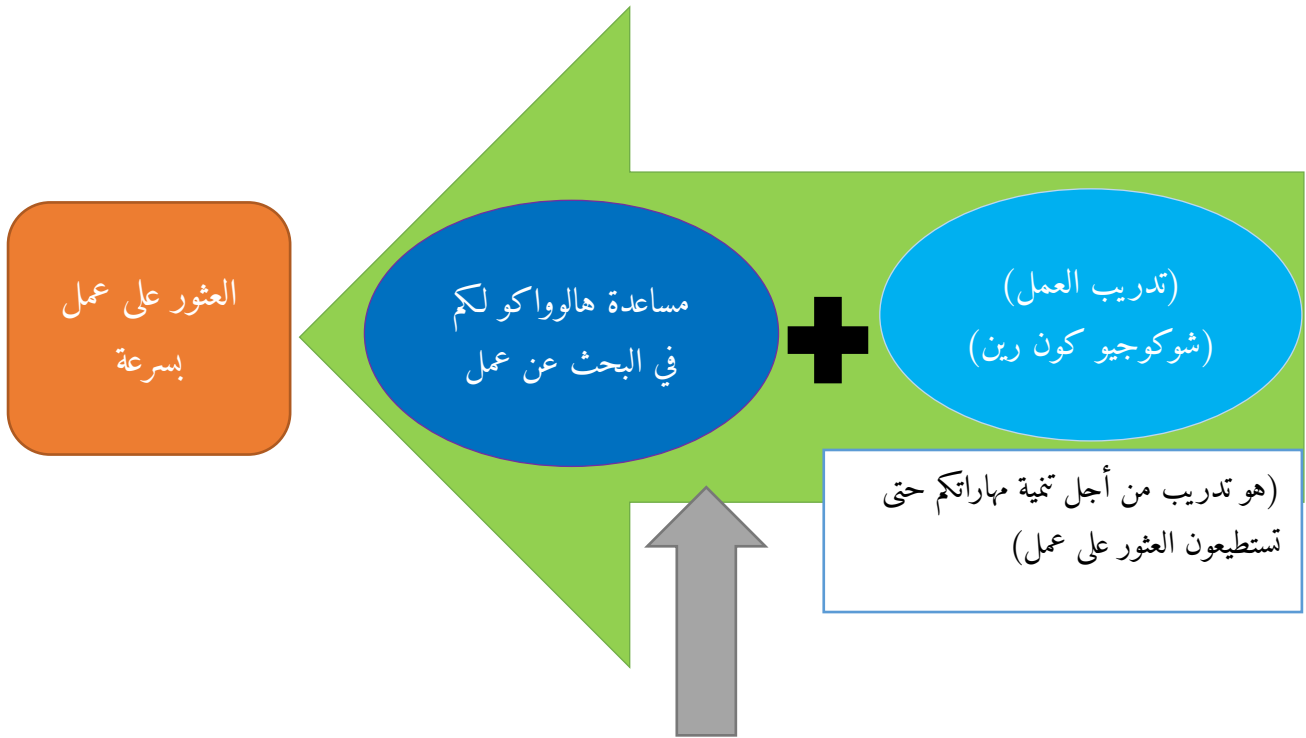 (تدريب العمل)
(شوكوجيو كون رين)
(هو تدريب من أجل تنمية مهاراتكم حتى
تستطيعون العثور على عمل)
مساعدة هالوواكو لكم
في البحث عن عمل
العثور على عمل
بسرعة